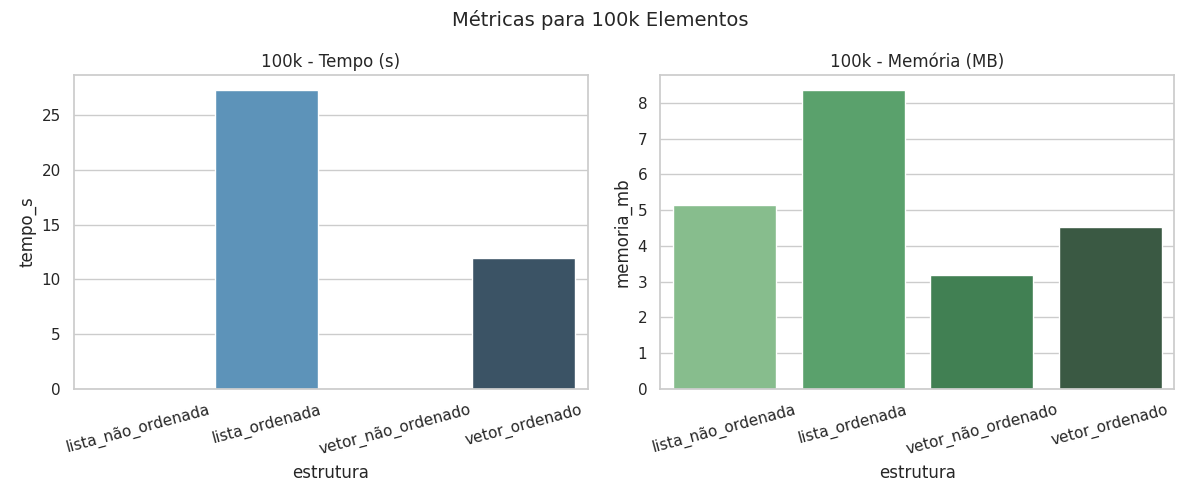 Métricas para 100k Elementos
100k - Tempo (s)
tempo_s
25
20
15
10
5
0
lista_não_ordenada
lista_ordenada
vetor_não_ordenado
vetor_ordenado
estrutura
100k - Memória (MB)
memoria_mb
8
7
6
5
4
3
2
1
0
lista_não_ordenada
lista_ordenada
vetor_não_ordenado
vetor_ordenado
estrutura